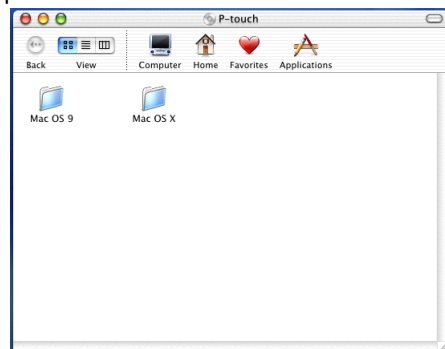 P-touch
Back View Computer Home Favorites Applications
Mac OS 9 Mac OS X